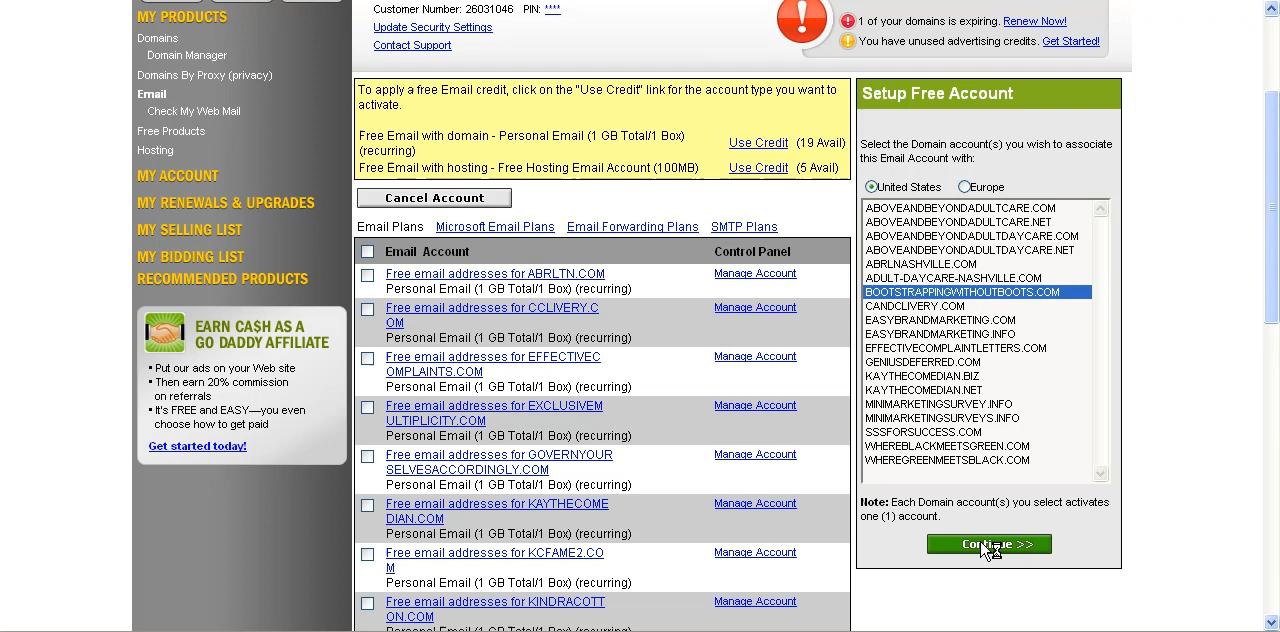 MY PRODUCTS
Domains
Domain Manager
Domains By Proxy (privacy)
Email
Check My Web Mail
Free Products
Hosting
MY ACCOUNT
MY RENEWALS & UPGRADES
MY SELLING LIST
MY BIDDING LIST
RECOMMENDED PRODUCTS
EARN CA$H AS A
GO DADDY AFFILIATE
▪ Put our ads on your Web site
▪ Then earn 20% commission
on referrals
▪ It's FREE and EASY—you even
choose how to get paid
Get started today!
Customer Number: 26031046 PIN: ****
Update Security Settings
Contact Support
1 of your domains is expiring. Renew Now!
You have unused advertising credits. Get Started!
To apply a free Email credit, click on the "Use Credit" link for the account type you want to
activate.
Free Email with domain - Personal Email (1 GB Total/1 Box)
(recurring)
Use Credit (19 Avail)
Free Email with hosting - Free Hosting Email Account (100MB) Use Credit (5 Avail)
Cancel Account
Email Plans Microsoft Email Plans Email Forwarding Plans SMTP Plans
Email Account Control Panel
Free email addresses for ABRLTN.COM Manage Account
Personal Email (1 GB Total/1 Box) (recurring)
Free email addresses for CCLIVERY.C Manage Account
OM
Personal Email (1 GB Total/1 Box) (recurring)
Free email addresses for EFFECTIVEC Manage Account
OMPLAINTS.COM
Personal Email (1 GB Total/1 Box) (recurring)
Free email addresses for EXCLUSIVEM Manage Account
ULTIPLICITY.COM
Personal Email (1 GB Total/1 Box) (recurring)
Free email addresses for GOVERNYOUR Manage Account
SELVESACCORDINGLY.COM
Personal Email (1 GB Total/1 Box) (recurring)
Free email addresses for KAYTHECOME Manage Account
DIAN.COM
Personal Email (1 GB Total/1 Box) (recurring)
Free email addresses for KCFAME2.CO Manage Account
M
Personal Email (1 GB Total/1 Box) (recurring)
Free email addresses for KINDRACOTT Manage Account
ON.COM
Personal Email (1 GB Total/1 Box) (recurring)
Setup Free Account
Select the Domain account(s) you wish to associate
this Email Account with:
United States Europe
ABOVEANDBEYONDADULTCARE.COM
ABOVEANDBEYONDADULTCARE.NET
ABOVEANDBEYONDADULTDAYCARE.COM
ABOVEANDBEYONDADULTDAYCARE.NET
ABRLNASHVILLE.COM
ADULT-DAYCARE-NASHVILLE.COM
BOOTSTRAPPINGWITHOUTBOOTS.COM
CANDCLIVERY.COM
EASYBRANDMARKETING.COM
EASYBRANDMARKETING.INFO
EFFECTIVECOMPLAINTLETTERS.COM
GENIUSDEFERRED.COM
KAYTHECOMEDIAN.BIZ
KAYTHECOMEDIAN.NET
MINIMARKETINGSURVEY.INFO
MINIMARKETINGSURVEYS.INFO
SSSFORSUCCESS.COM
WHEREBLACKMEETSGREEN.COM
WHEREGREENMEETSBLACK.COM
Note: Each Domain account(s) you select activates
one (1) account.
Continue >>